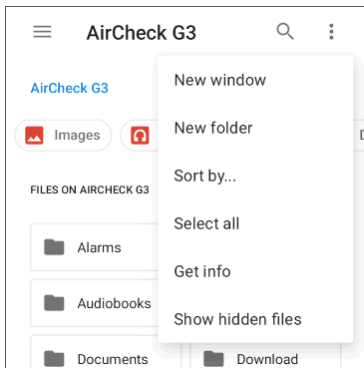 AirCheck G3
AirCheck G3
New window
Images
New folder
Sort by...
FILES ON AIRCHECK G3
Select all
Alarms
Get info
Audiobooks
Show hidden files
Documents
Download